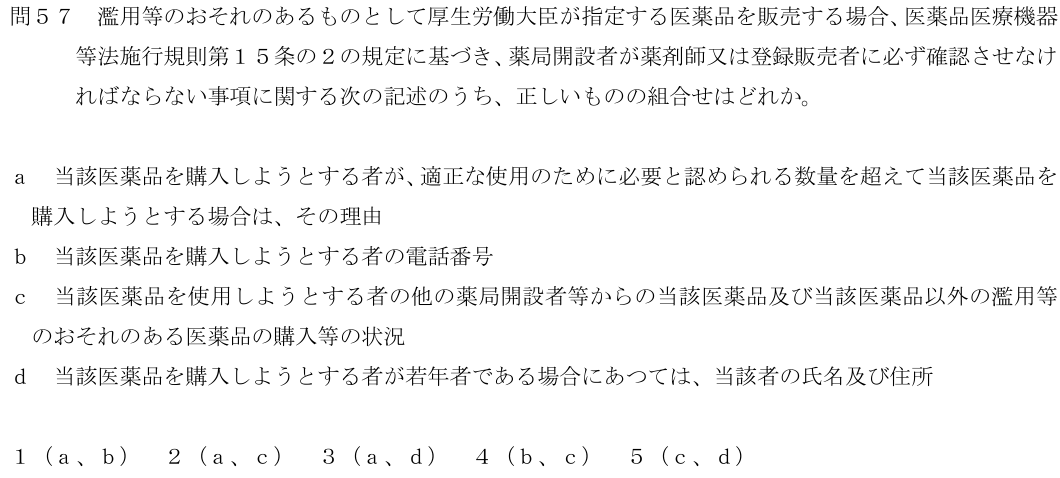 問５７　濫用等のおそれのあるものとして厚生労働大臣が指定する医薬品を販売する場合、医薬品医療機器
等法施行規則第１５条の２の規定に基づき、薬局開設者が薬剤師又は登録販売者に必ず確認させなけ
ればならない事項に関する次の記述のうち、正しいものの組合せはどれか。
ａ　当該医薬品を購入しようとする者が、適正な使用のために必要と認められる数量を超えて当該医薬品を
購入しようとする場合は、その理由
ｂ　当該医薬品を購入しようとする者の電話番号
ｃ　当該医薬品を使用しようとする者の他の薬局開設者等からの当該医薬品及び当該医薬品以外の濫用等
のおそれのある医薬品の購入等の状況
ｄ　当該医薬品を購入しようとする者が若年者である場合にあつては、当該者の氏名及び住所
１（ａ、ｂ）　２（ａ、ｃ）　３（ａ、ｄ）　４（ｂ、ｃ）　５（ｃ、ｄ）